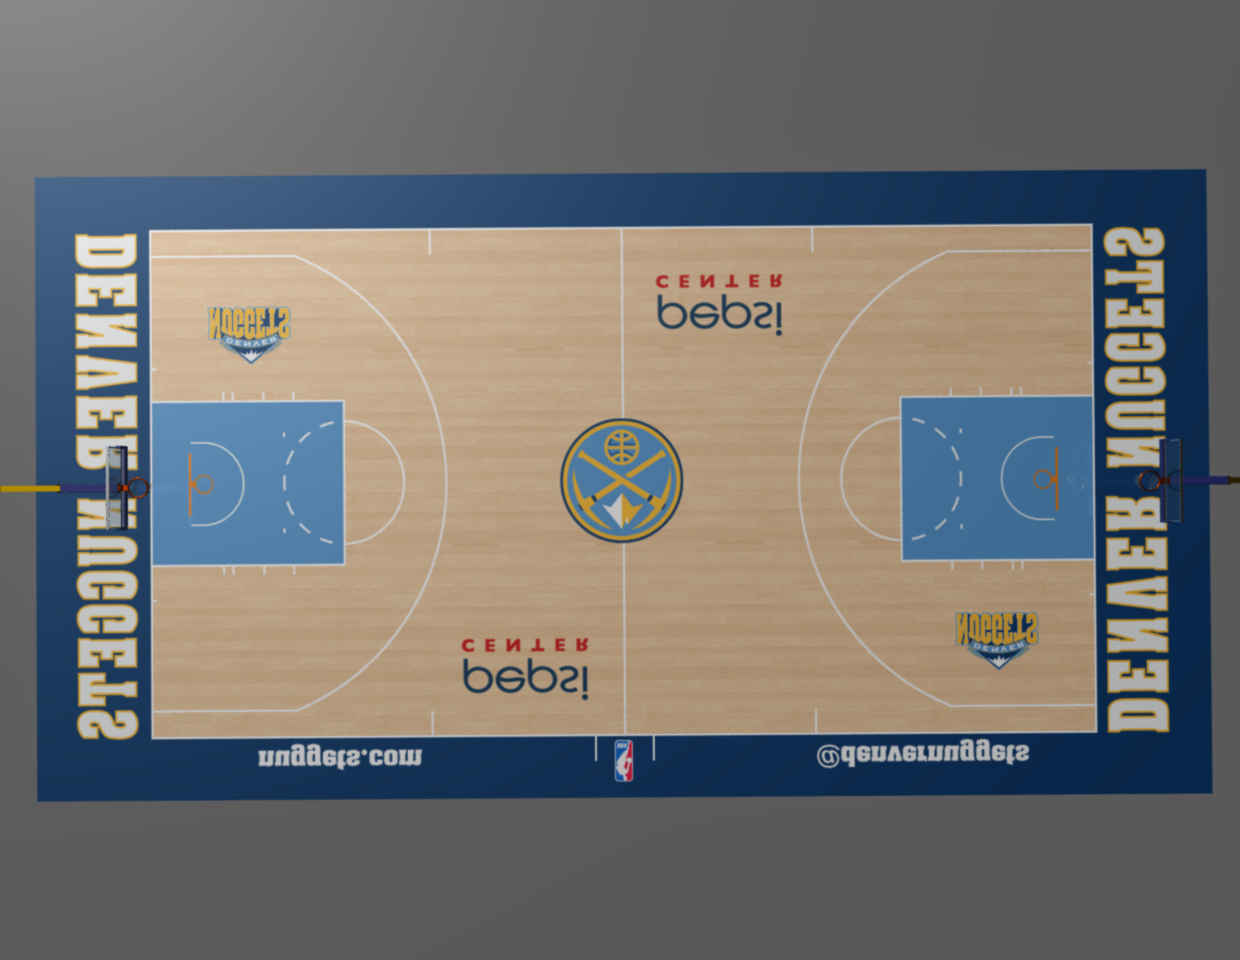 DENVER NUGGETS
CENTER
pepsi
NUGGETS
DENVER
CENTER
pepsi
NUGGETS
DENVER
nuggets.com
@denvernuggets
DENVER NUGGETS